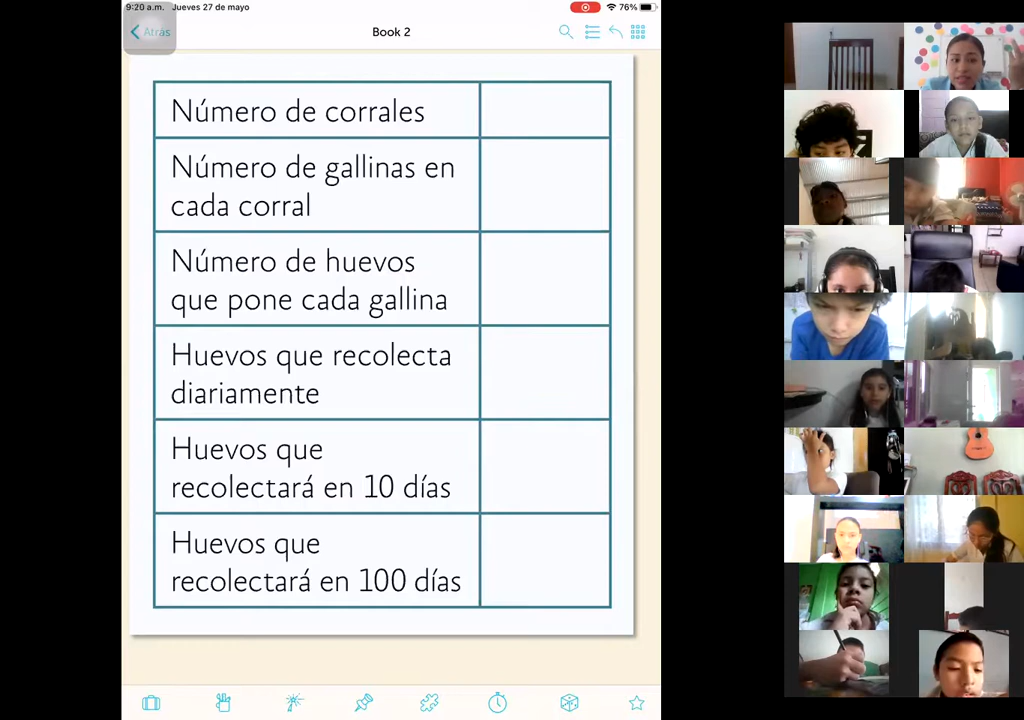 9:20 a.m. Jueves 27 de mayo
76%
Atrás
Book 2
Número de corrales
Número de gallinas en
cada corral
Número de huevos
que pone cada gallina
Huevos que recolecta
diariamente
Huevos que
recolectará en 10 días
Huevos que
recolectará en 100 días